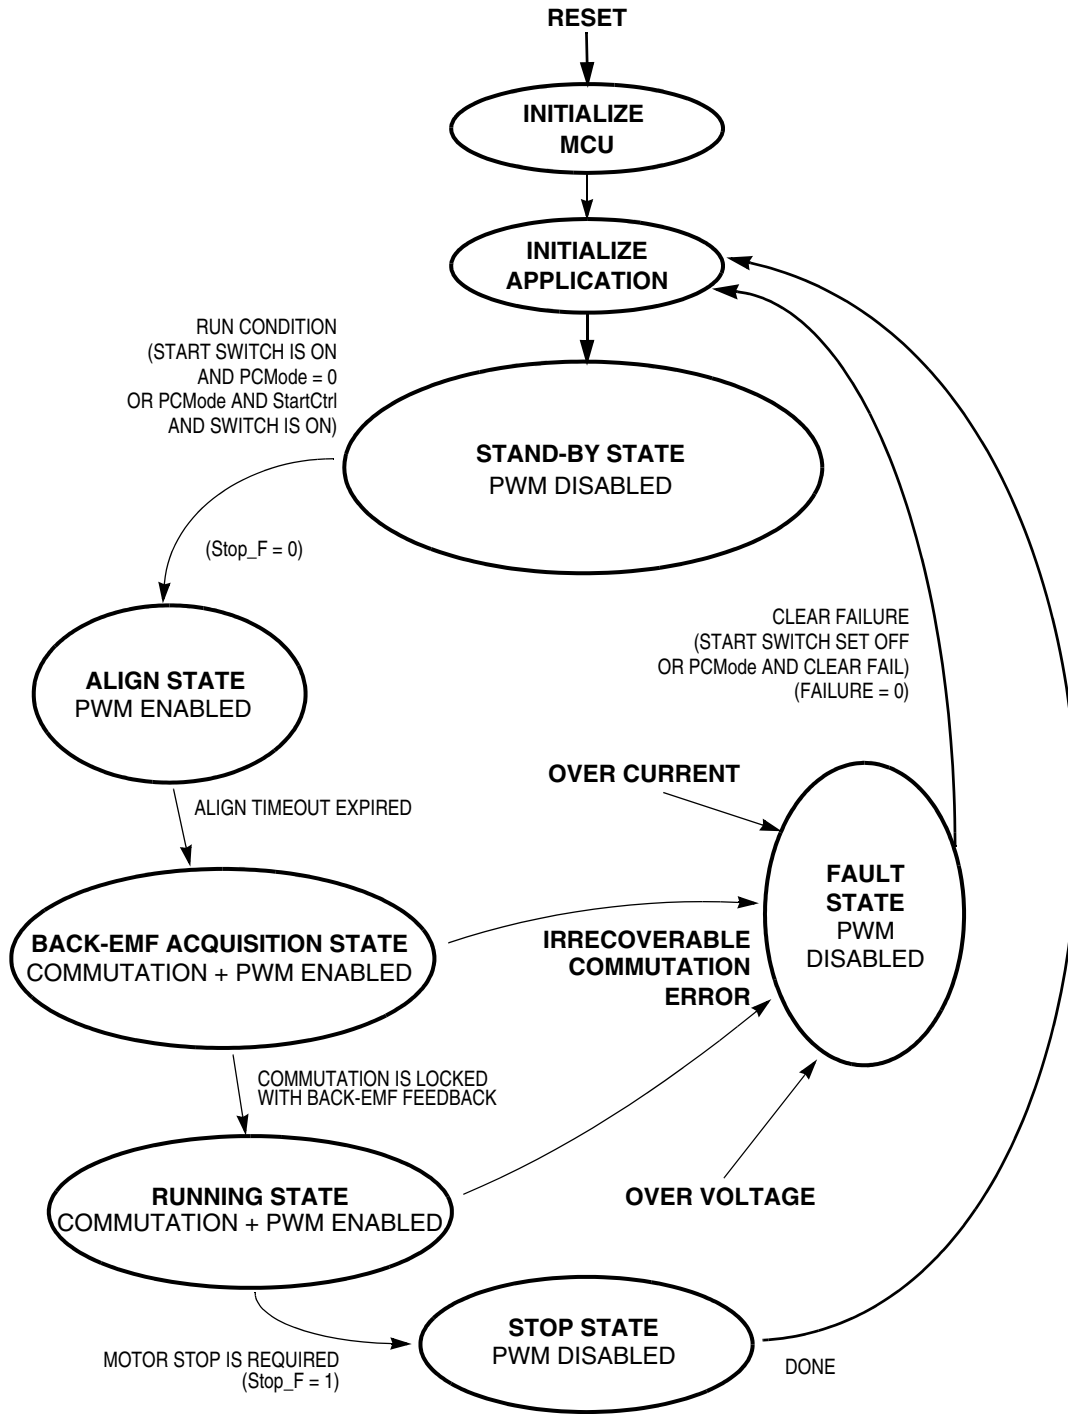 RESET
INITIALIZE
MCU
INITIALIZE
APPLICATION
RUN CONDITION
(START SWITCH IS ON
AND PCMode = 0
OR PCMode AND StartCtrl
AND SWITCH IS ON)
STAND-BY STATE
PWM DISABLED
(Stop_F = 0)
CLEAR FAILURE
(START SWITCH SET OFF
OR PCMode AND CLEAR FAIL)
(FAILURE = 0)
ALIGN STATE
PWM ENABLED
OVER CURRENT
ALIGN TIMEOUT EXPIRED
FAULT
STATE
PWM
DISABLED
BACK-EMF ACQUISITION STATE
COMMUTATION + PWM ENABLED
IRRECOVERABLE
COMMUTATION
ERROR
COMMUTATION IS LOCKED
WITH BACK-EMF FEEDBACK
RUNNING STATE
COMMUTATION + PWM ENABLED
OVER VOLTAGE
STOP STATE
PWM DISABLED
MOTOR STOP IS REQUIRED
(Stop_F = 1)
DONE